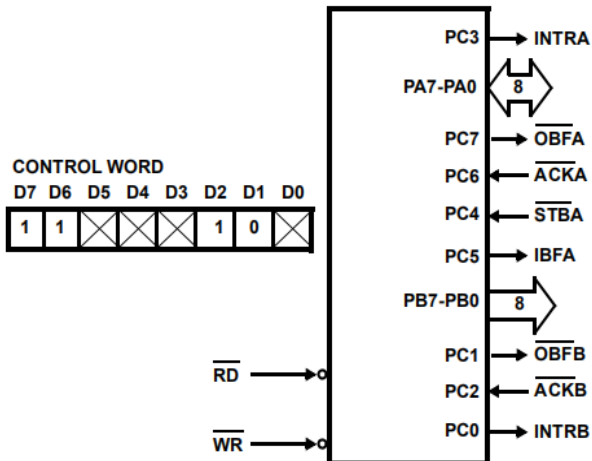 PC3 INTRA
PA7-PA0 8
PC7 OBFA
CONTROL WORD
PC6 ACKA
D7 D6 D5 D4 D3 D2 D1 D0
PC4 STBA
1 1 1 0
PC5 IBFA
PB7-PB0 8
PC1 OBFB
RD
PC2 ACKB
PC0 INTRB
WR